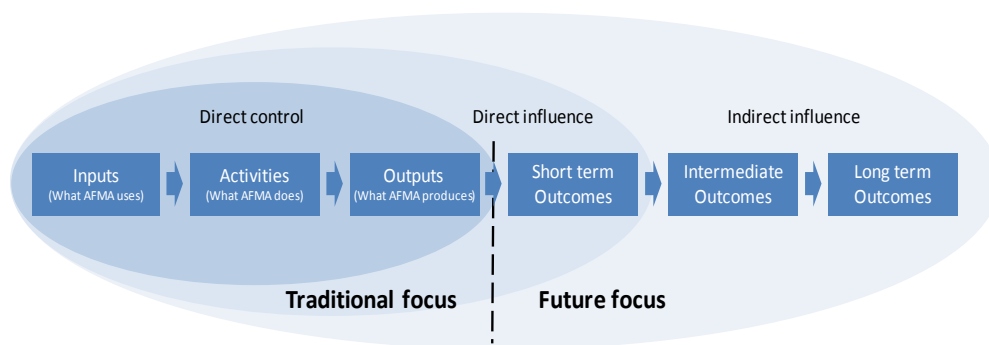 Direct control
Direct influence
Indirect influence
Inputs
(What AFMA uses)
Activities
(What AFMA does)
Outputs
(What AFMA produces)
Short term
Outcomes
Intermediate
Outcomes
Long term
Outcomes
Traditional focus
Future focus